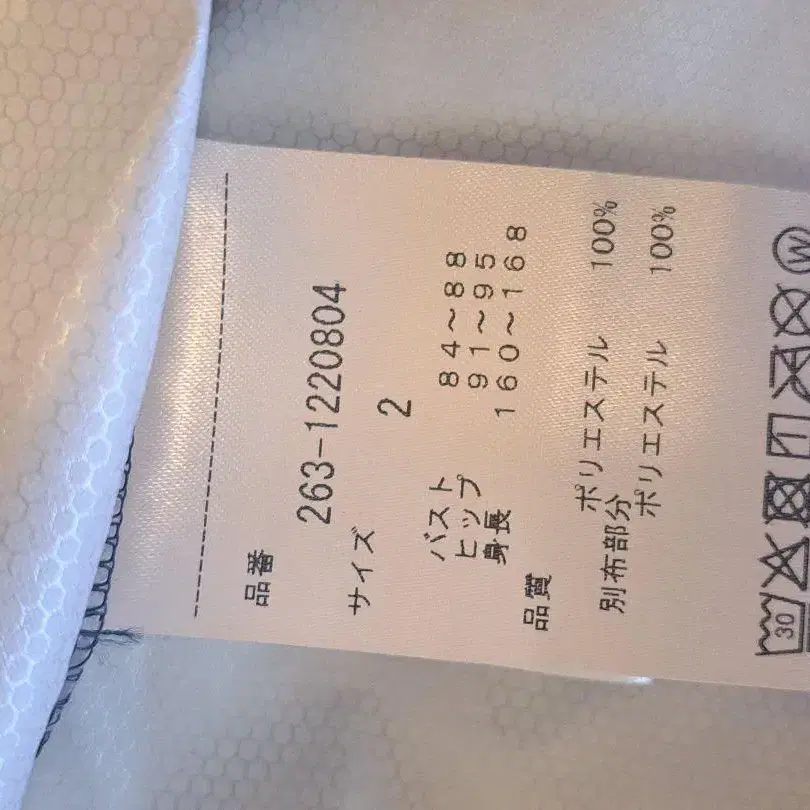 品番
263-1220804
サイズ 2
バスト 84～88
ヒップ 91～95
身長 160～168
品質
ポリエステル 100%
別布部分
ポリエステル 100%
30 W